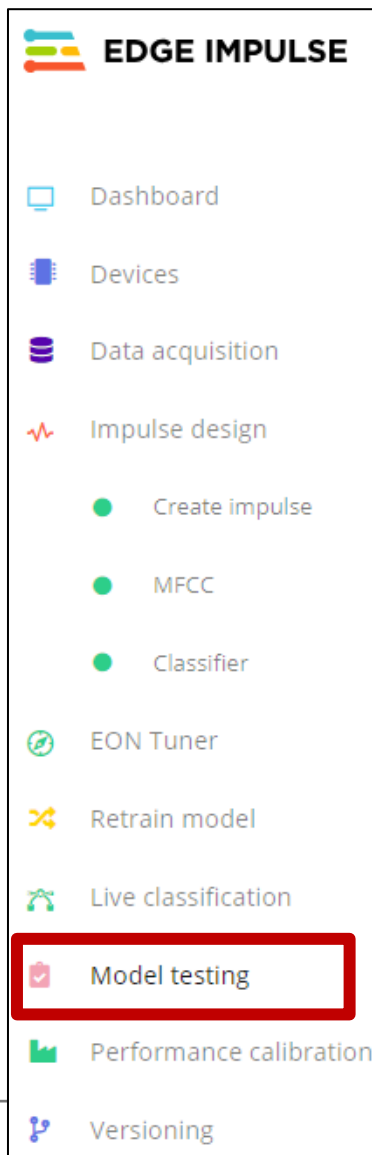 EDGE IMPULSE
Dashboard
Devices
Data acquisition
Impulse design
Create impulse
MFCC
Classifier
EON Tuner
Retrain model
Live classification
Model testing
Performance calibration
Versioning